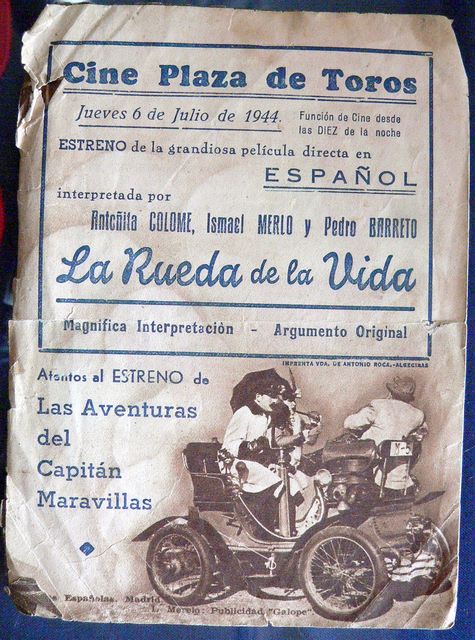 Cine Plaza de Toros
Jueves 6 de Julio de 1944. Función de Cine desde
las DIEZ de la noche
ESTRENO de la grandiosa película directa en
ESPAÑOL
interpretada por
Antoñita COLOME, Ismael MERLO y Pedro BARRETO
La Rueda de la Vida
Magnifica Interpretación - Argumento Original
IMPRENTA VDA. DE ANTONIO ROCA.-ALGECIRAS
Atentos al ESTRENO de
Las Aventuras
del
Capitán
Maravillas
Españolas. Madrid
L. Merelo: Publicidad "Galope".